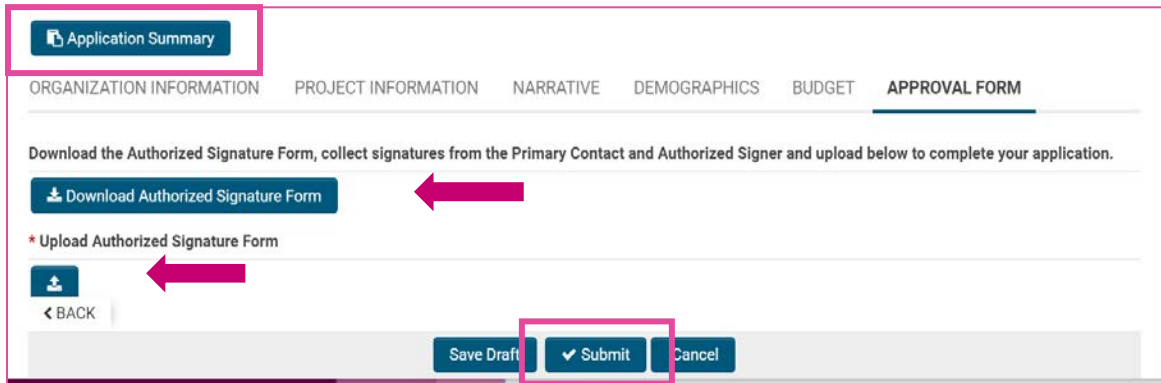 Application Summary
ORGANIZATION INFORMATION PROJECT INFORMATION NARRATIVE DEMOGRAPHICS BUDGET APPROVAL FORM
Download the Authorized Signature Form, collect signatures from the Primary Contact and Authorized Signer and upload below to complete your application.
Download Authorized Signature Form
* Upload Authorized Signature Form
< BACK
Save Draft Submit Cancel